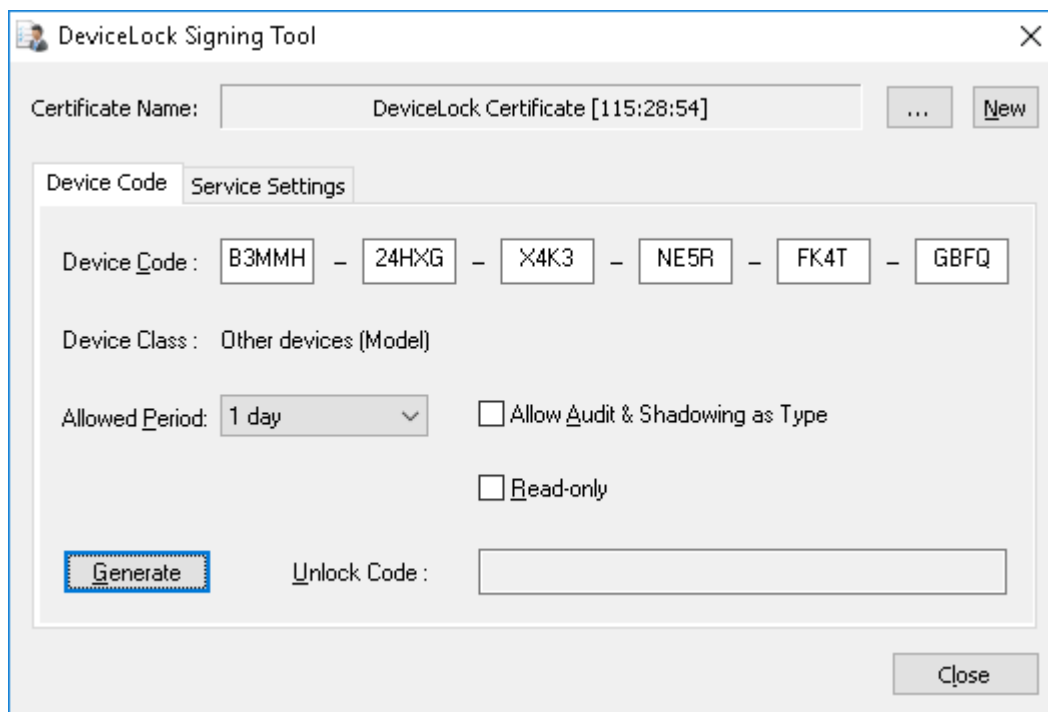 DeviceLock Signing Tool
Certificate Name: DeviceLock Certificate [115:28:54] ... New
Device Code Service Settings
Device Code : B3MMH – 24HXG – X4K3 – NE5R – FK4T – GBFQ
Device Class : Other devices (Model)
Allowed Period: 1 day Allow Audit & Shadowing as Type
Read-only
Generate Unlock Code :
Close